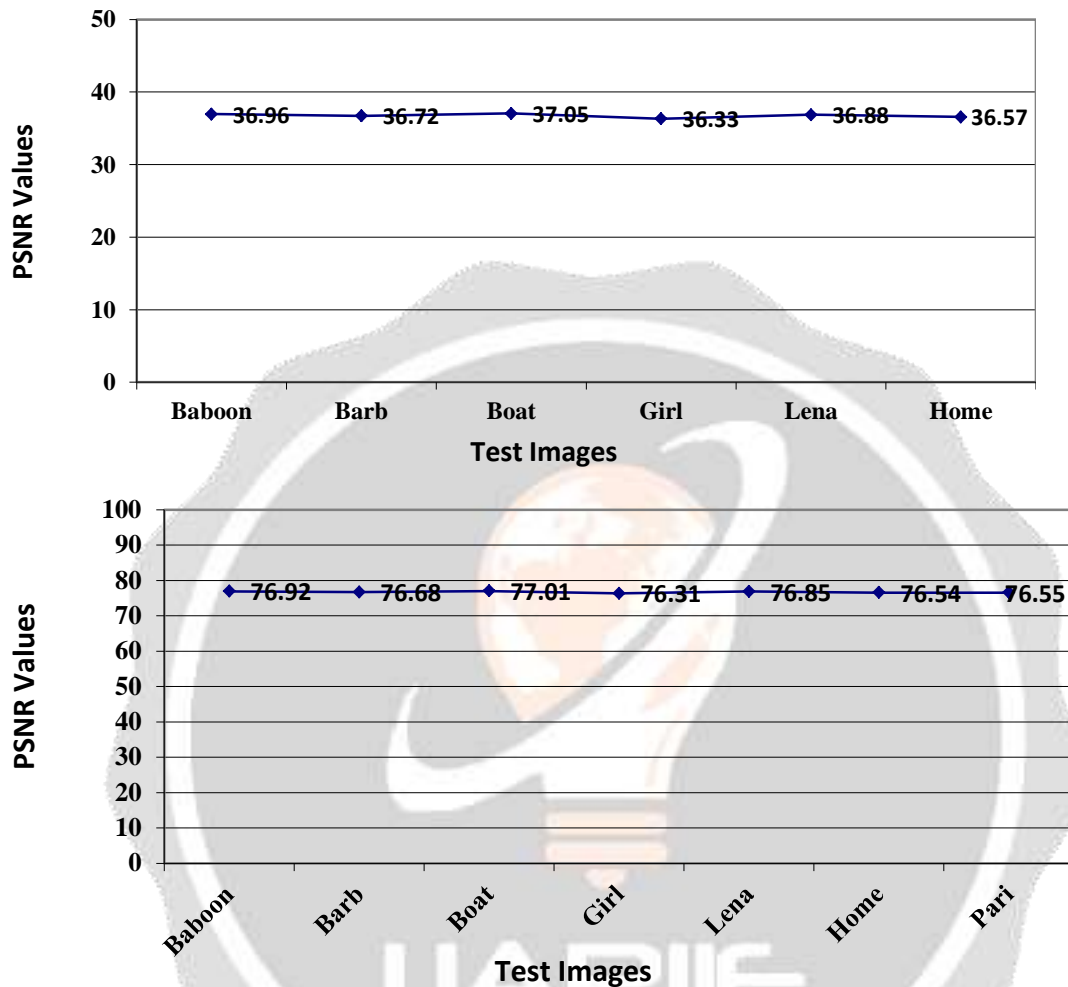 50
40
30
20
10
0
PSNR Values
36.96 36.72 37.05 36.33 36.88 36.57
Baboon Barb Boat Girl Lena Home
Test Images
100
90
80
70
60
50
40
30
20
10
0
PSNR Values
76.92 76.68 77.01 76.31 76.85 76.54 76.55
Baboon Barb Boat Girl Lena Home Pari
Test Images